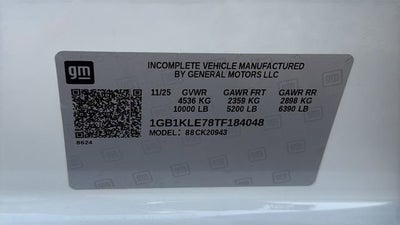 gm
INCOMPLETE VEHICLE MANUFACTURED
BY GENERAL MOTORS LLC
11/25 GVWR GAWR FRT GAWR RR
4536 KG 2359 KG 2898 KG
10000 LB 5200 LB 6390 LB
1GB1KLE78TF184048
MODEL: 88CK20943
8624